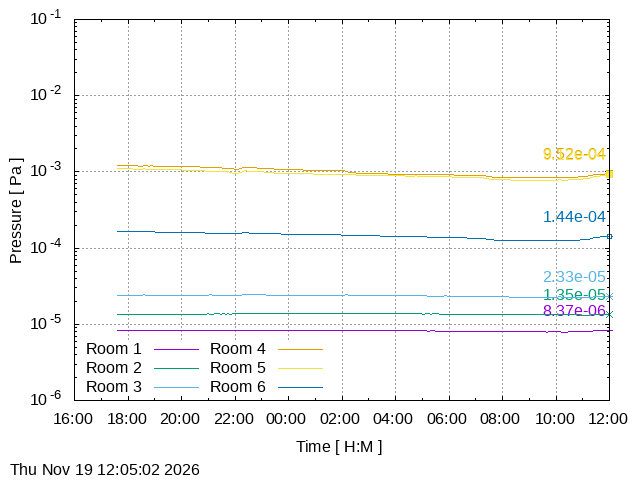 10^-1
10^-2
10^-3
10^-4
10^-5
10^-6
Pressure [ Pa ]
9.52e-04
1.44e-04
2.33e-05
1.35e-05
8.37e-06
Room 1 Room 4
Room 2 Room 5
Room 3 Room 6
16:00 18:00 20:00 22:00 00:00 02:00 04:00 06:00 08:00 10:00 12:00
Time [ H:M ]
Thu Nov 19 12:05:02 2026